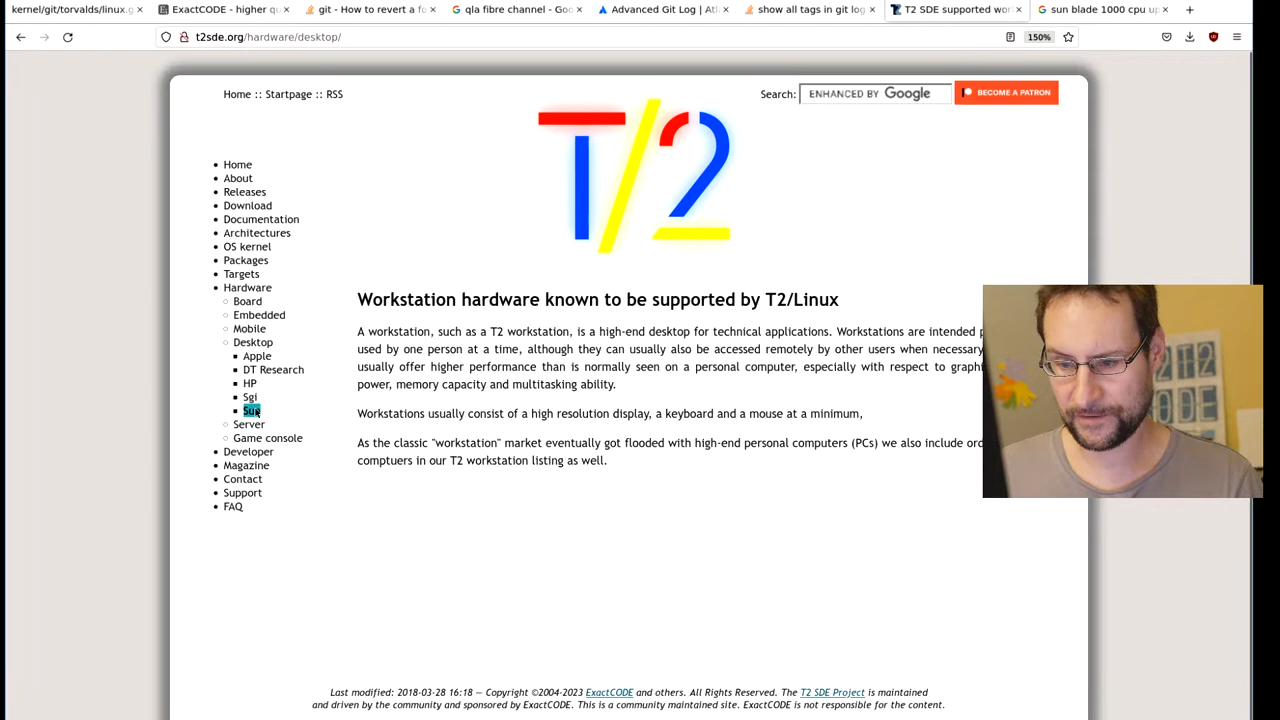 kernel/git/torvalds/linux.g
ExactCODE - higher qu
git - How to revert a fo
qla fibre channel - Goo
Advanced Git Log | Atl
show all tags in git log
T2 SDE supported wor
sun blade 1000 cpu up
t2sde.org/hardware/desktop/
150%
Home :: Startpage :: RSS
Search:
ENHANCED BY Google
BECOME A PATRON
T/2
Home
About
Releases
Download
Documentation
Architectures
OS kernel
Packages
Targets
Hardware
Board
Embedded
Mobile
Desktop
Apple
DT Research
HP
Sgi
Sun
Server
Game console
Developer
Magazine
Contact
Support
FAQ
Workstation hardware known to be supported by T2/Linux
A workstation, such as a T2 workstation, is a high-end desktop for technical applications. Workstations are intended
used by one person at a time, although they can usually also be accessed remotely by other users when necessary
usually offer higher performance than is normally seen on a personal computer, especially with respect to graphi
power, memory capacity and multitasking ability.
Workstations usually consist of a high resolution display, a keyboard and a mouse at a minimum,
As the classic "workstation" market eventually got flooded with high-end personal computers (PCs) we also include ord
comptuers in our T2 workstation listing as well.
Last modified: 2018-03-28 16:18 — Copyright ©2004-2023 ExactCODE and others. All Rights Reserved. The T2 SDE Project is maintained
and driven by the community and sponsored by ExactCODE. This is a community maintained site. ExactCODE is not responsible for the content.